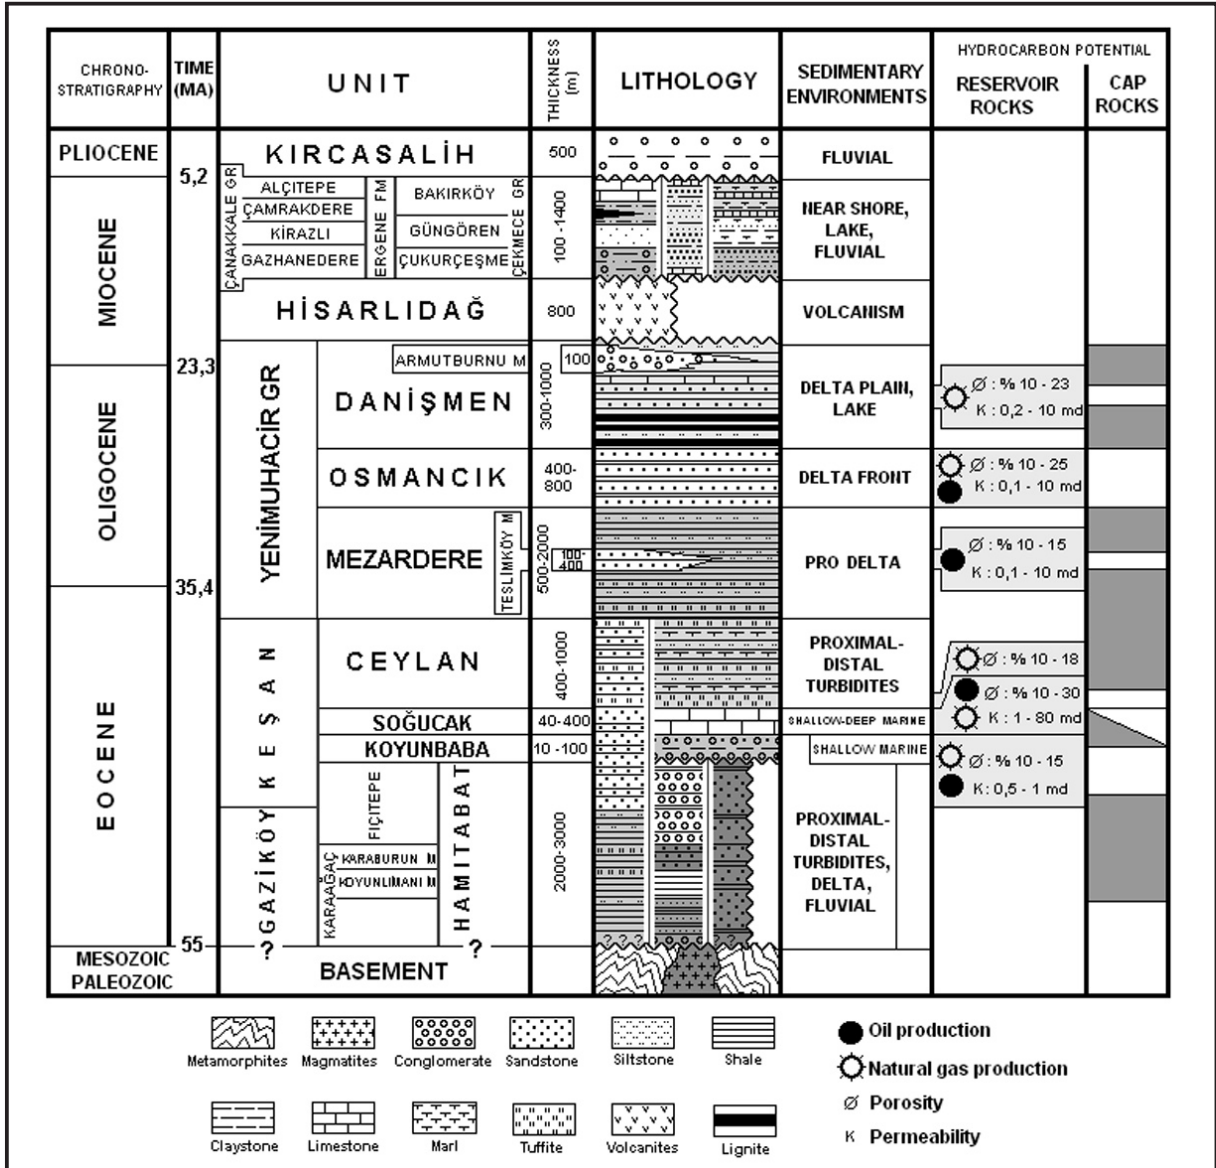 CHRONO-
STRATIGRAPHY
TIME
(MA)
UNIT
THICKNESS
(m)
LITHOLOGY
SEDIMENTARY
ENVIRONMENTS
HYDROCARBON POTENTIAL
RESERVOIR
ROCKS
CAP
ROCKS
PLIOCENE
KIRCASALİH
500
FLUVIAL
5,2
MIOCENE
ÇANAKKALE GR
ALÇITEPE
ÇAMRAKDERE
KİRAZLI
GAZHANEDERE
ERGENE FM
BAKIRKÖY
GÜNGÖREN
ÇUKURÇEŞME
ÇEKMECE GR
100 -1400
NEAR SHORE,
LAKE,
FLUVIAL
HİSARLIDAĞ
800
VOLCANISM
23,3
OLIGOCENE
YENİMUHACİR GR
ARMUTBURNU M
100
DANİŞMEN
300-1000
DELTA PLAIN,
LAKE
Ø : % 10 - 23
K : 0,2 - 10 md
OSMANCIK
400-
800
DELTA FRONT
Ø : % 10 - 25
K : 0,1 - 10 md
MEZARDERE
TESLİMKÖY M
500-2000
100-
400
PRO DELTA
Ø : % 10 - 15
K : 0,1 - 10 md
35,4
EOCENE
KEŞAN
CEYLAN
400-1000
PROXIMAL-
DISTAL
TURBIDITES
Ø : % 10 - 18
SOĞUCAK
40-400
SHALLOW-DEEP MARINE
Ø : % 10 - 30
K : 1 - 80 md
KOYUNBABA
10 -100
SHALLOW MARINE
Ø : % 10 - 15
K : 0,5 - 1 md
GAZİKÖY
FIÇITEPE
KARAAĞAÇ
KARABURUN M
KOYUNLIMANI M
HAMITABAT
2000-3000
PROXIMAL-
DISTAL
TURBIDITES,
DELTA,
FLUVIAL
55
?
?
? ? ? ?
MESOZOIC
PALEOZOIC
BASEMENT
Metamorphites
Magmatites
Conglomerate
Sandstone
Siltstone
Shale
Claystone
Limestone
Marl
Tuffite
Volcanites
Lignite
Oil production
Natural gas production
Ø Porosity
K Permeability